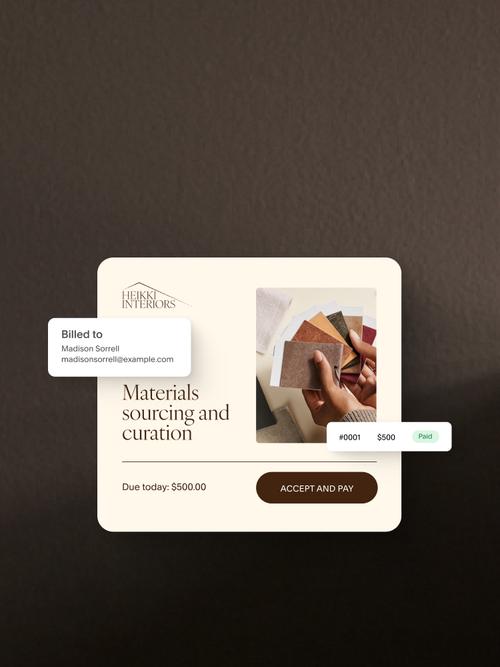 HEIKKI
INTERIORS
Billed to
Madison Sorrell
madisonsorrell@example.com
Materials
sourcing and
curation
#0001 $500 Paid
Due today: $500.00
ACCEPT AND PAY